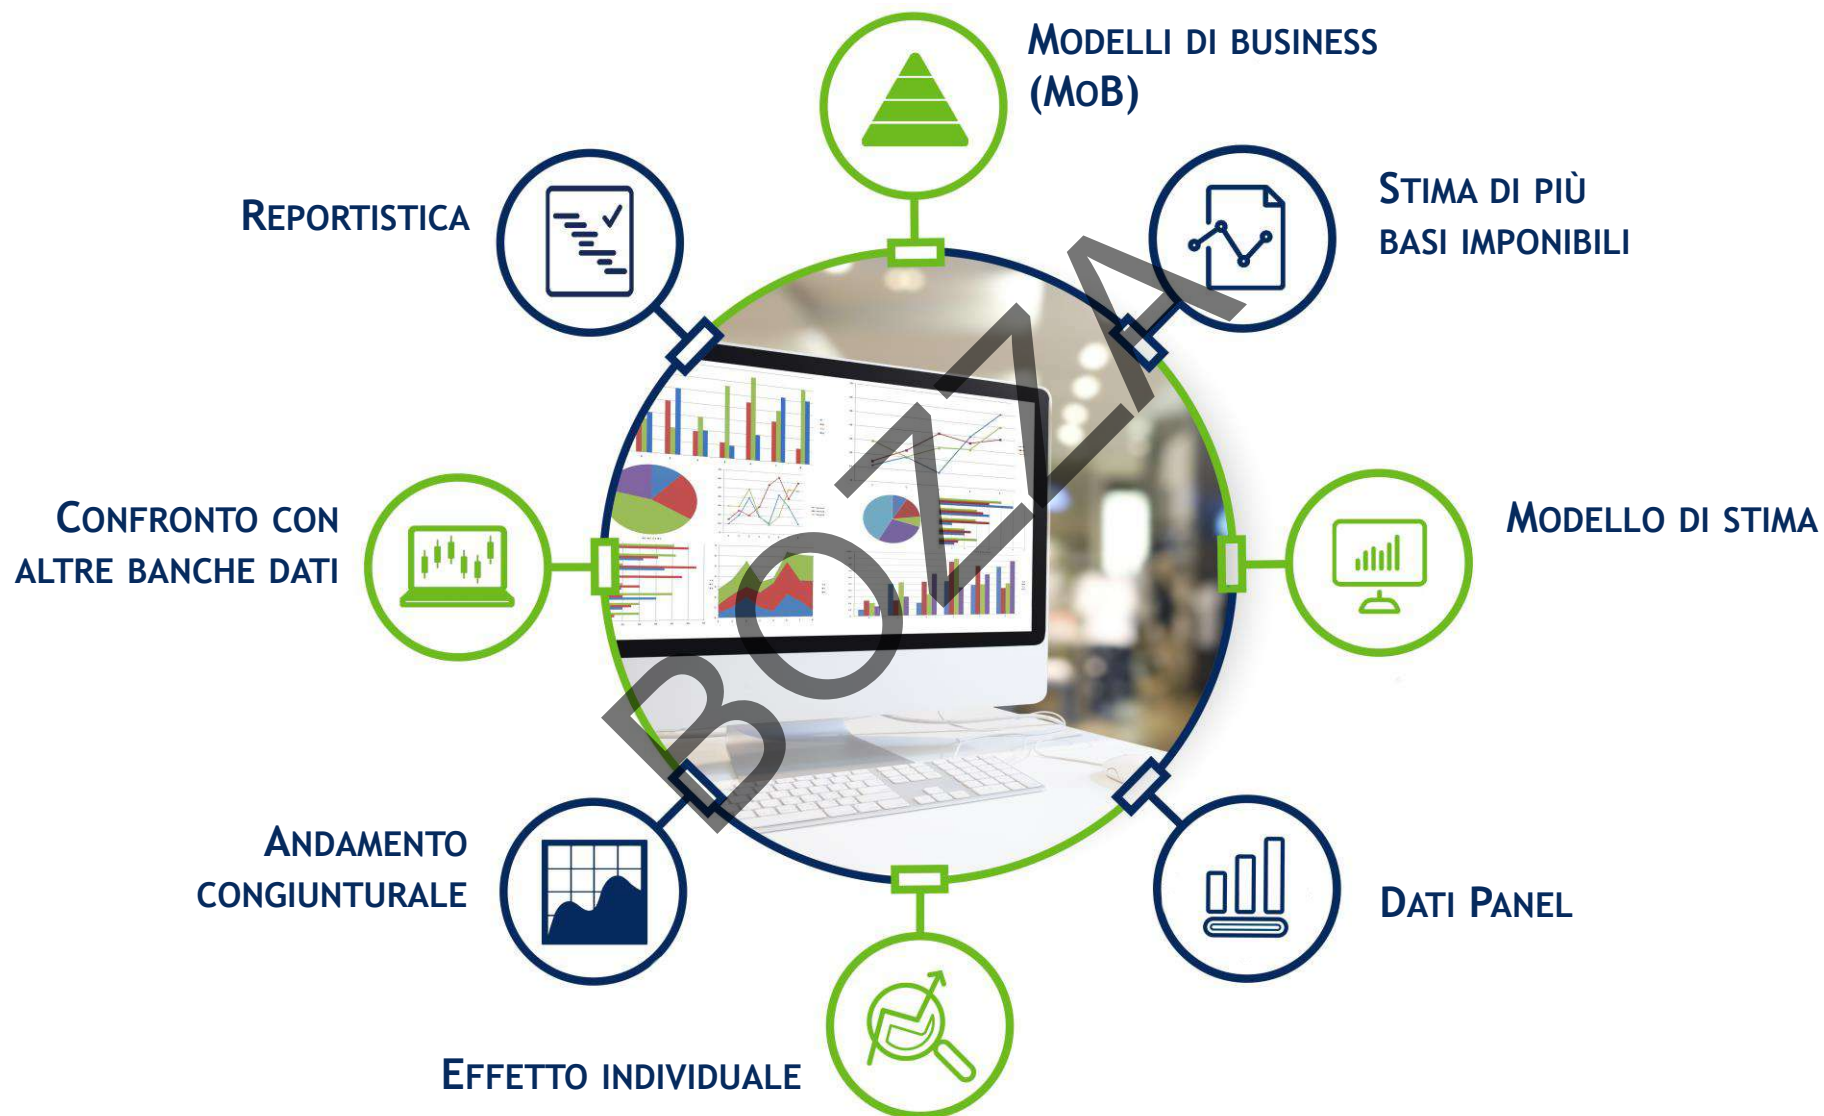 MODELLI DI BUSINESS
(MOB)
STIMA DI PIÙ
BASI IMPONIBILI
MODELLO DI STIMA
DATI PANEL
EFFETTO INDIVIDUALE
ANDAMENTO
CONGIUNTURALE
CONFRONTO CON
ALTRE BANCHE DATI
REPORTISTICA
BOZZA